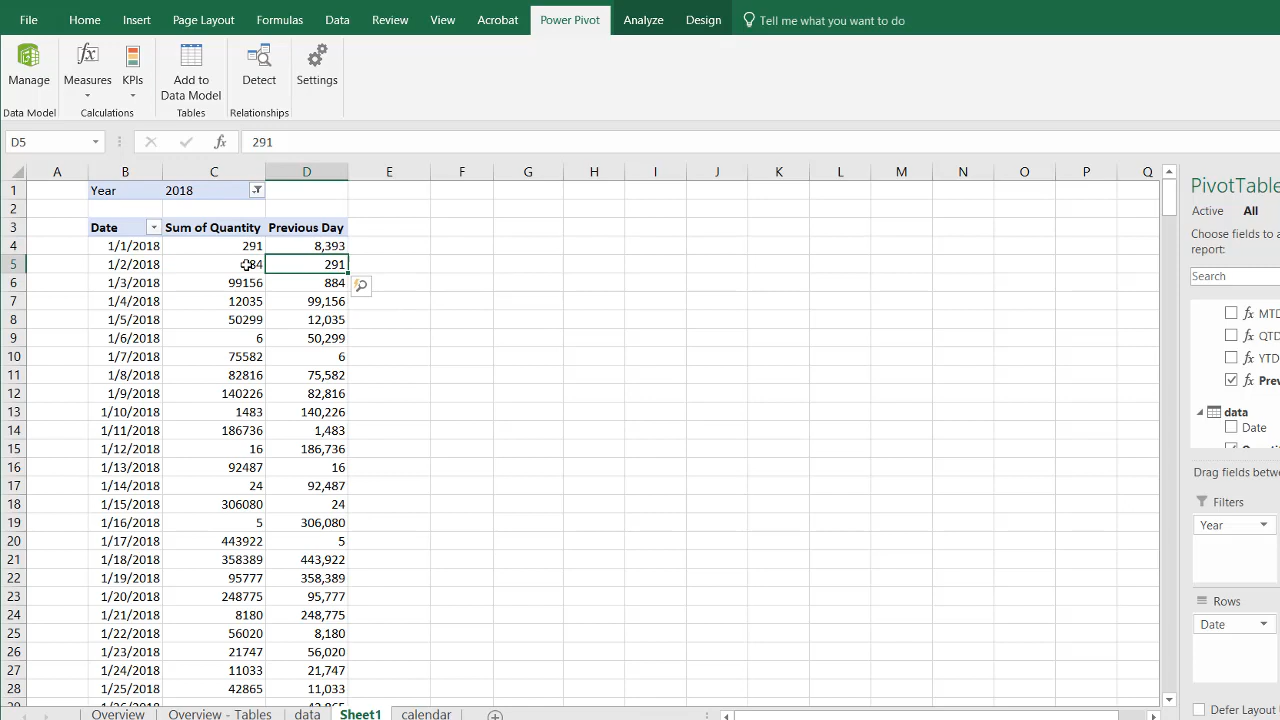 File Home Insert Page Layout Formulas Data Review View Acrobat Power Pivot Analyze Design Tell me what you want to do
Manage Measures KPIs Add to Data Model Detect Settings
Data Model Calculations Tables Relationships
D5 fx 291
A B C D E F G H I J K L M N O P Q
1 Year 2018
2
3 Date Sum of Quantity Previous Day
4 1/1/2018 291 8,393
5 1/2/2018 84 291
6 1/3/2018 99156 884
7 1/4/2018 12035 99,156
8 1/5/2018 50299 12,035
9 1/6/2018 6 50,299
10 1/7/2018 75582 6
11 1/8/2018 82816 75,582
12 1/9/2018 140226 82,816
13 1/10/2018 1483 140,226
14 1/11/2018 186736 1,483
15 1/12/2018 16 186,736
16 1/13/2018 92487 16
17 1/14/2018 24 92,487
18 1/15/2018 306080 24
19 1/16/2018 5 306,080
20 1/17/2018 443922 5
21 1/18/2018 358389 443,922
22 1/19/2018 95777 358,389
23 1/20/2018 248775 95,777
24 1/21/2018 8180 248,775
25 1/22/2018 56020 8,180
26 1/23/2018 21747 56,020
27 1/24/2018 11033 21,747
28 1/25/2018 42865 11,033
Overview Overview - Tables data Sheet1 calendar
PivotTable
Active All
Choose fields to a
report:
Search
fx MTD
fx QTD
fx YTD
fx Prev
data
Date
Drag fields betwe
Filters
Year
Rows
Date
Defer Layout